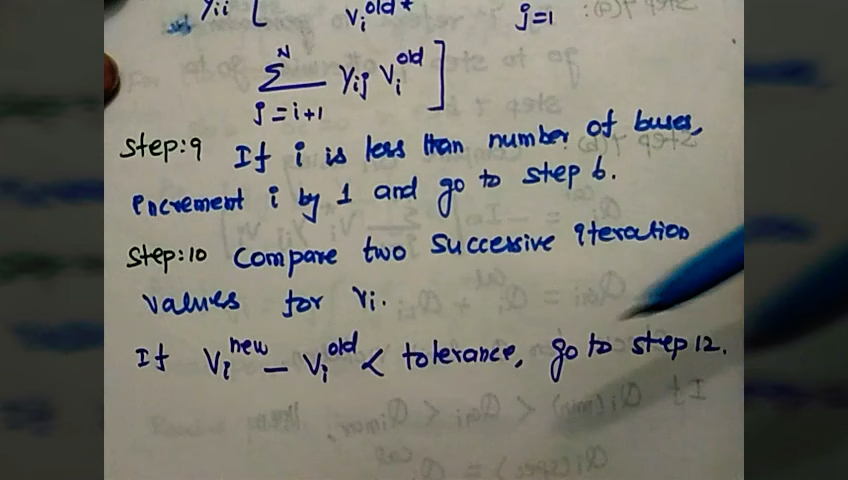 Yii [ Vi old* j=1
N Σ j=i+1 Yij Vi old ]
Step:9 If i is less than number of buses,
increment i by 1 and go to step 6.
Step:10 Compare two successive iteration
values for Vi.
If Vi new - Vi old < tolerance, go to step 12.